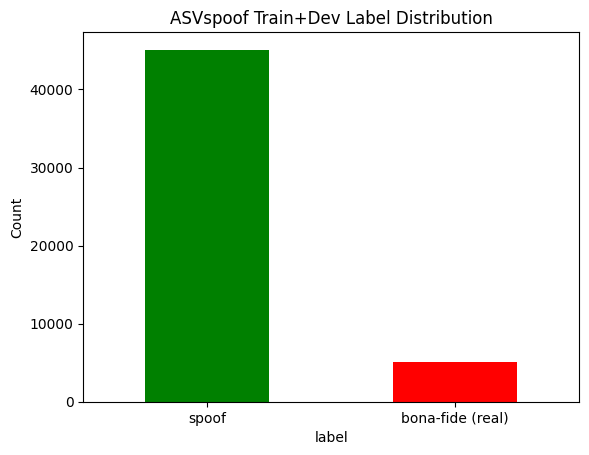 ASVspoof Train+Dev Label Distribution
Count
40000
30000
20000
10000
0
spoof
bona-fide (real)
label